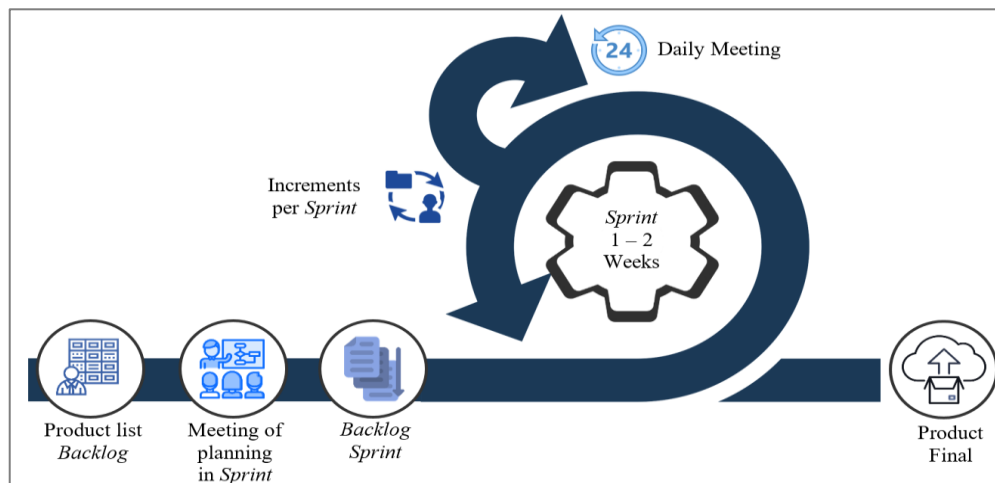 24
Daily Meeting
Increments
per Sprint
Sprint
1 – 2
Weeks
Product list
Backlog
Meeting of
planning
in Sprint
Backlog
Sprint
Product
Final